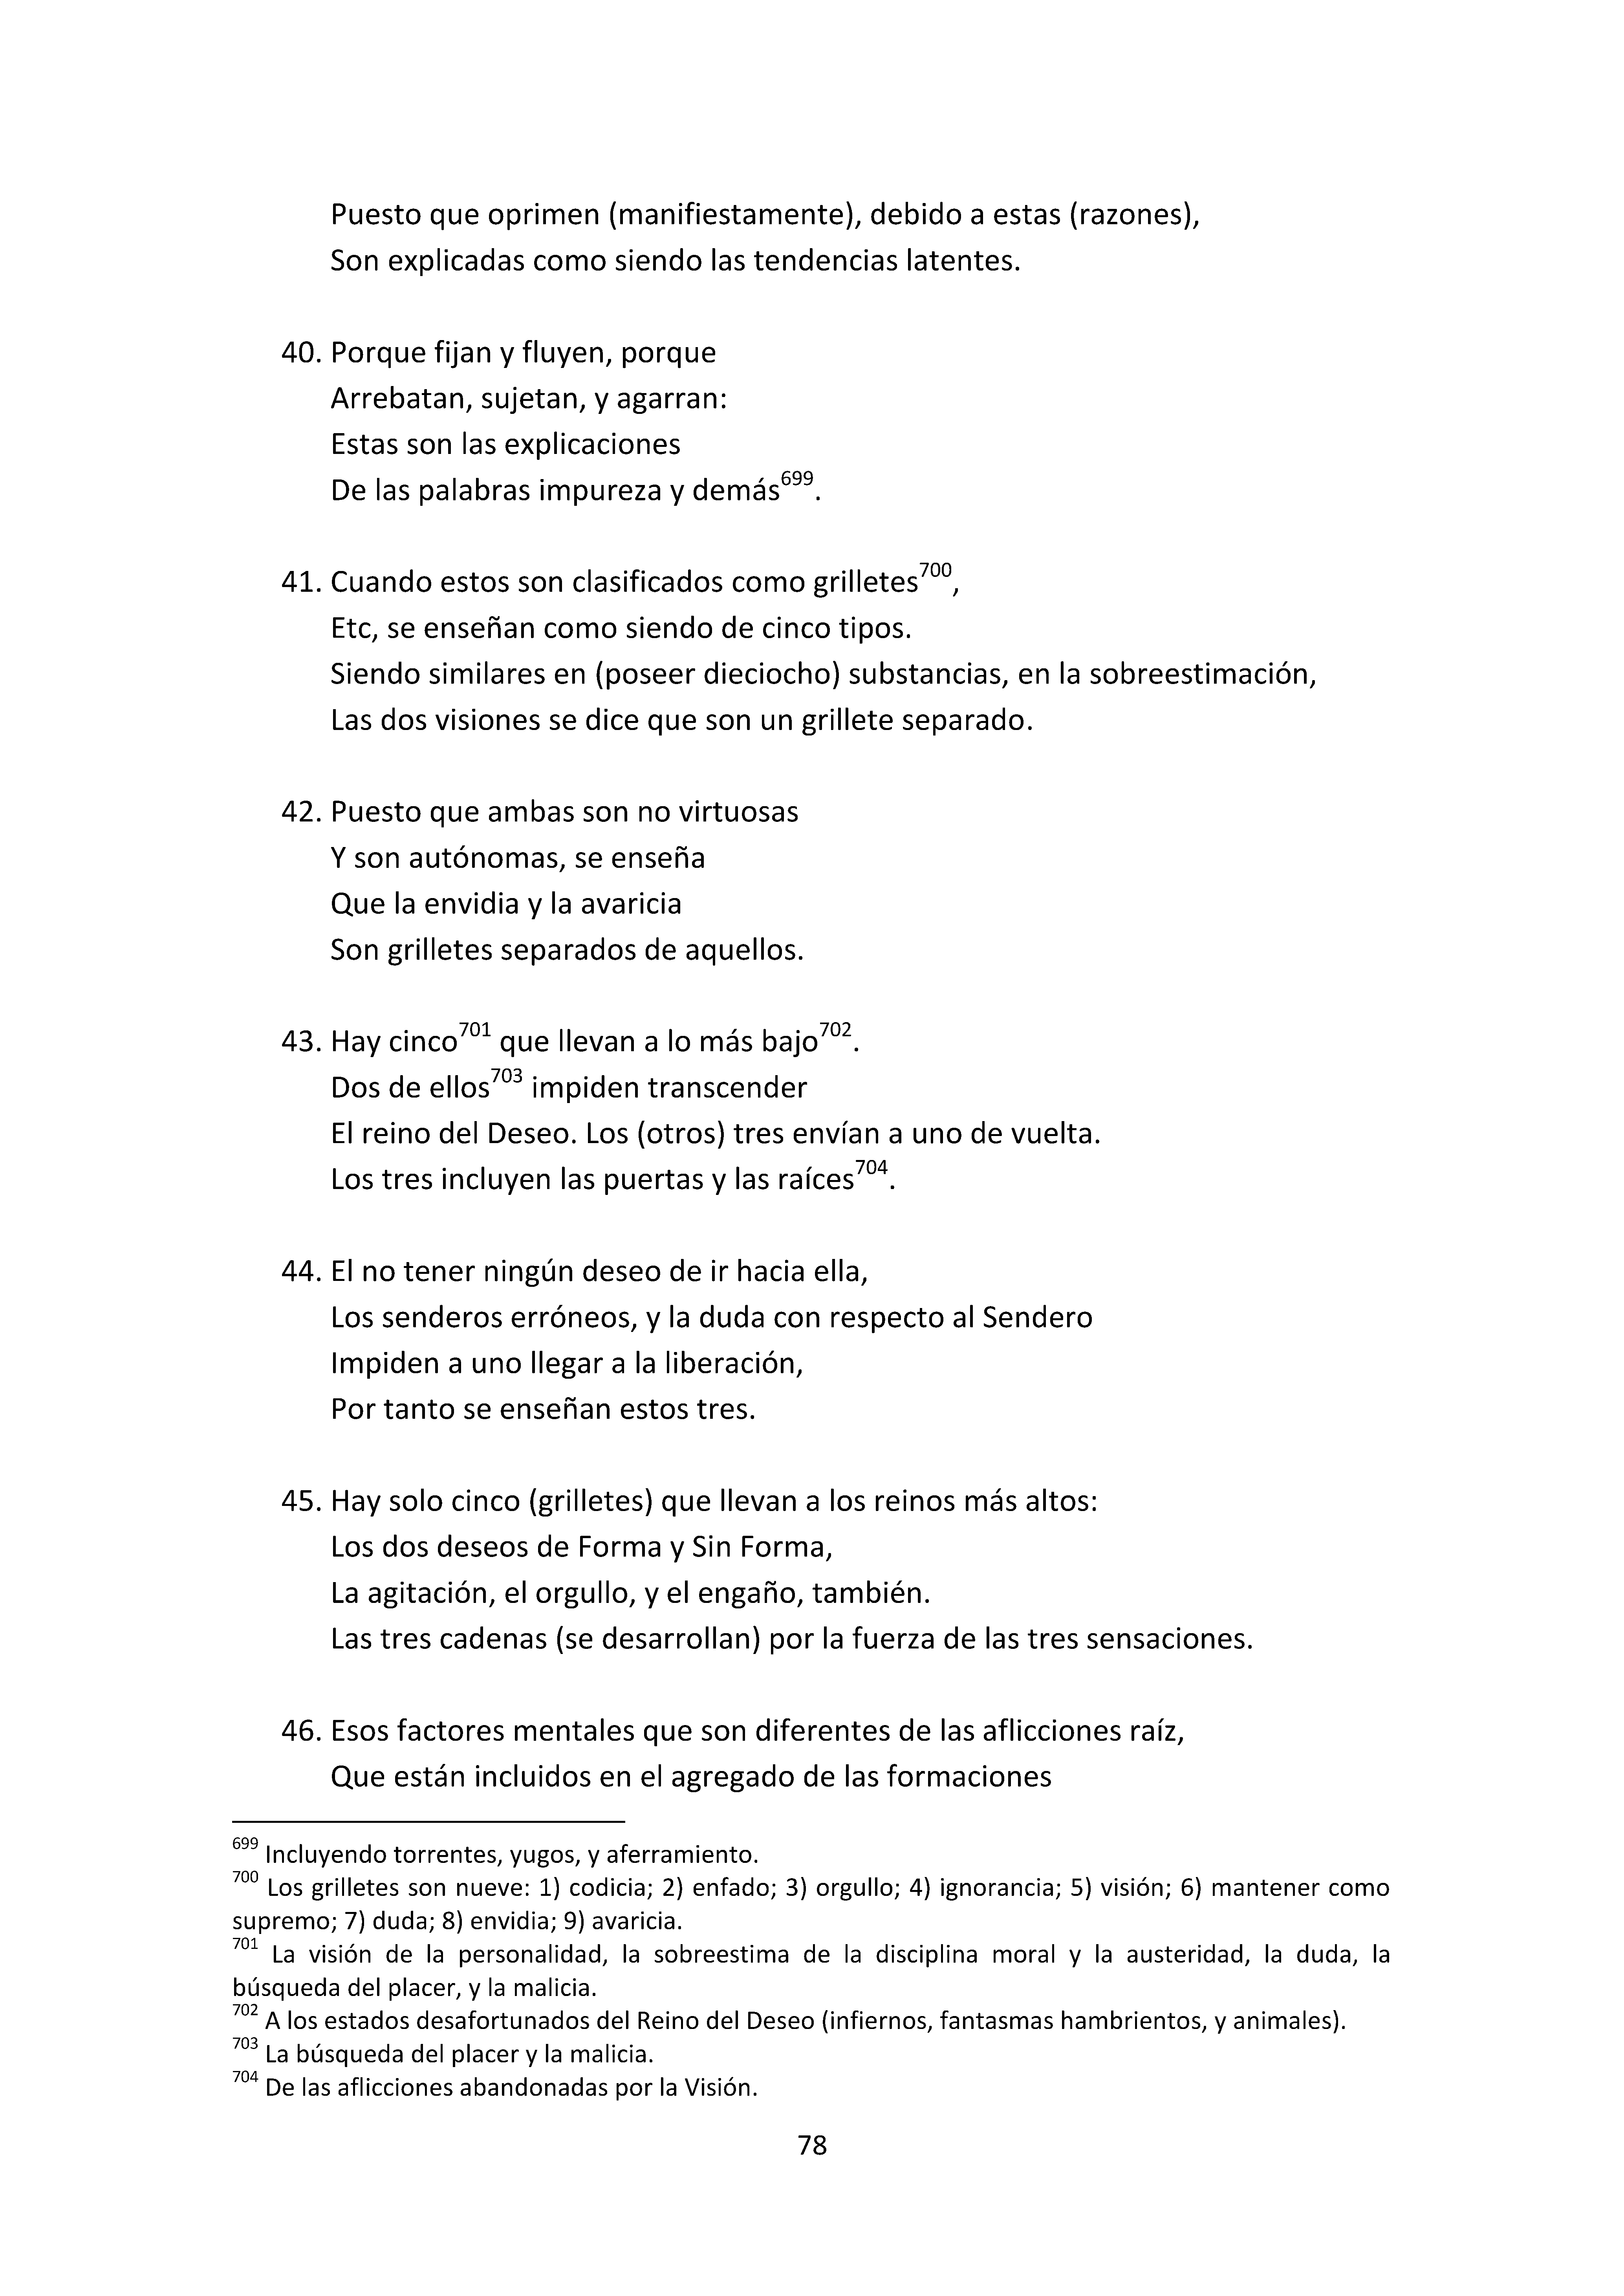 Puesto que oprimen (manifiestamente), debido a estas (razones),
Son explicadas como siendo las tendencias latentes.
40. Porque fijan y fluyen, porque
Arrebatan, sujetan, y agarran:
Estas son las explicaciones
De las palabras impureza y demás699.
41. Cuando estos son clasificados como grilletes700,
Etc, se enseñan como siendo de cinco tipos.
Siendo similares en (poseer dieciocho) substancias, en la sobreestimación,
Las dos visiones se dice que son un grillete separado.
42. Puesto que ambas son no virtuosas
Y son autónomas, se enseña
Que la envidia y la avaricia
Son grilletes separados de aquellos.
43. Hay cinco701 que llevan a lo más bajo702.
Dos de ellos703 impiden transcender
El reino del Deseo. Los (otros) tres envían a uno de vuelta.
Los tres incluyen las puertas y las raíces704.
44. El no tener ningún deseo de ir hacia ella,
Los senderos erróneos, y la duda con respecto al Sendero
Impiden a uno llegar a la liberación,
Por tanto se enseñan estos tres.
45. Hay solo cinco (grilletes) que llevan a los reinos más altos:
Los dos deseos de Forma y Sin Forma,
La agitación, el orgullo, y el engaño, también.
Las tres cadenas (se desarrollan) por la fuerza de las tres sensaciones.
46. Esos factores mentales que son diferentes de las aflicciones raíz,
Que están incluidos en el agregado de las formaciones
699 Incluyendo torrentes, yugos, y aferramiento.
700 Los grilletes son nueve: 1) codicia; 2) enfado; 3) orgullo; 4) ignorancia; 5) visión; 6) mantener como
supremo; 7) duda; 8) envidia; 9) avaricia.
701 La visión de la personalidad, la sobreestima de la disciplina moral y la austeridad, la duda, la
búsqueda del placer, y la malicia.
702 A los estados desafortunados del Reino del Deseo (infiernos, fantasmas hambrientos, y animales).
703 La búsqueda del placer y la malicia.
704 De las aflicciones abandonadas por la Visión.
78